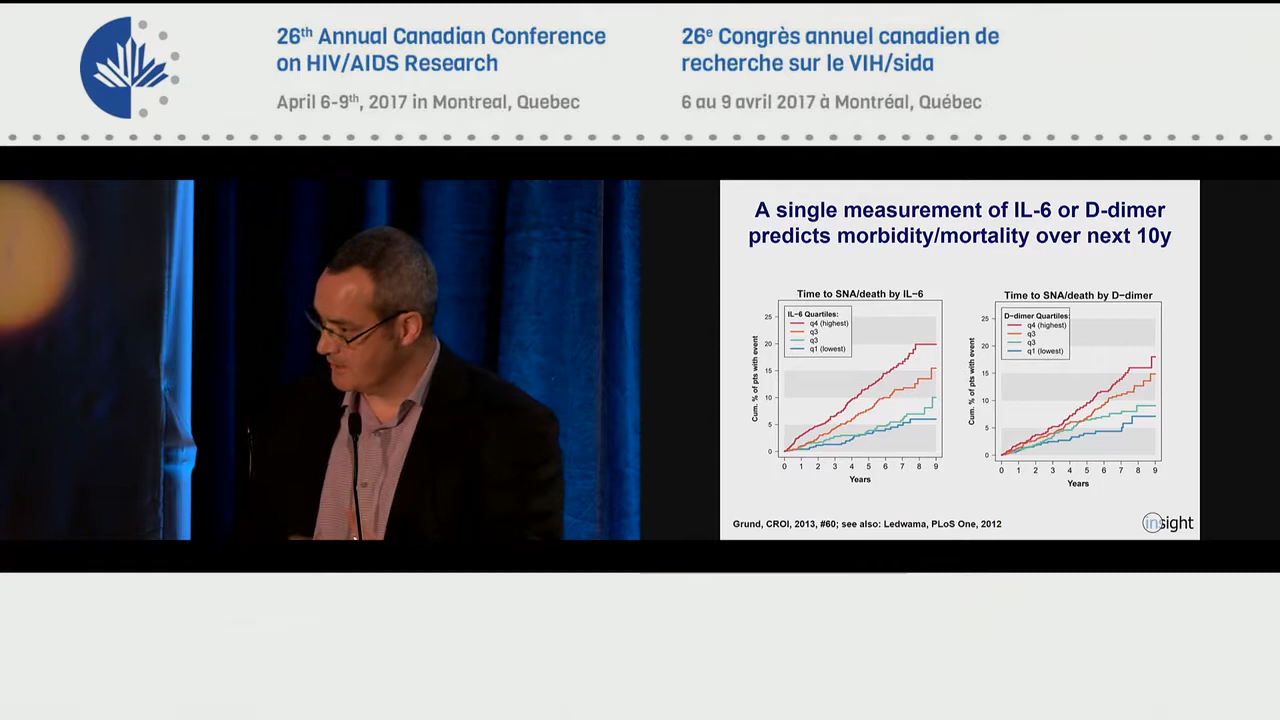 26th Annual Canadian Conference
on HIV/AIDS Research
April 6-9th, 2017 in Montreal, Quebec
26e Congrès annuel canadien de
recherche sur le VIH/sida
6 au 9 avril 2017 à Montréal, Québec
A single measurement of IL-6 or D-dimer
predicts morbidity/mortality over next 10y
Time to SNA/death by IL−6
IL−6 Quartiles:
q4 (highest)
q3
q3
q1 (lowest)
Cum. % of pts with event
25
20
15
10
5
0
0 1 2 3 4 5 6 7 8 9
Years
Time to SNA/death by D−dimer
D−dimer Quartiles:
q4 (highest)
q3
q3
q1 (lowest)
Cum. % of pts with event
25
20
15
10
5
0
0 1 2 3 4 5 6 7 8 9
Years
Grund, CROI, 2013, #60; see also: Ledwama, PLoS One, 2012
insight